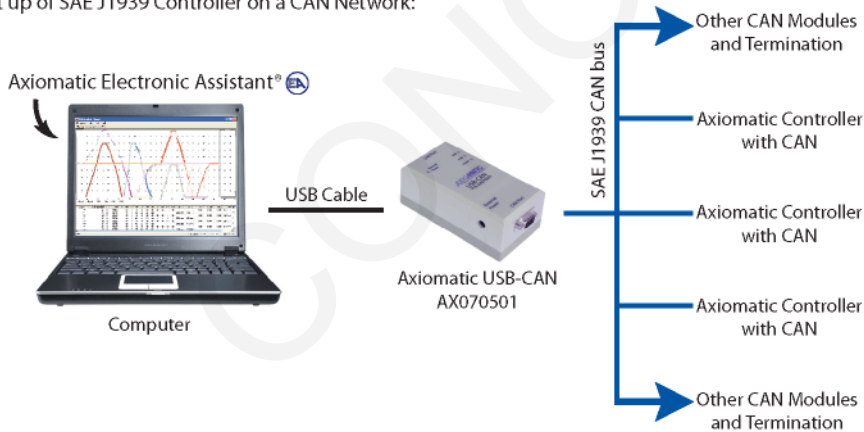 t up of SAE J1939 Controller on a CAN Network:
Axiomatic Electronic Assistant® EA
Computer
USB Cable
Axiomatic USB-CAN
AX070501
SAE J1939 CAN bus
Other CAN Modules
and Termination
Axiomatic Controller
with CAN
Axiomatic Controller
with CAN
Axiomatic Controller
with CAN
Other CAN Modules
and Termination